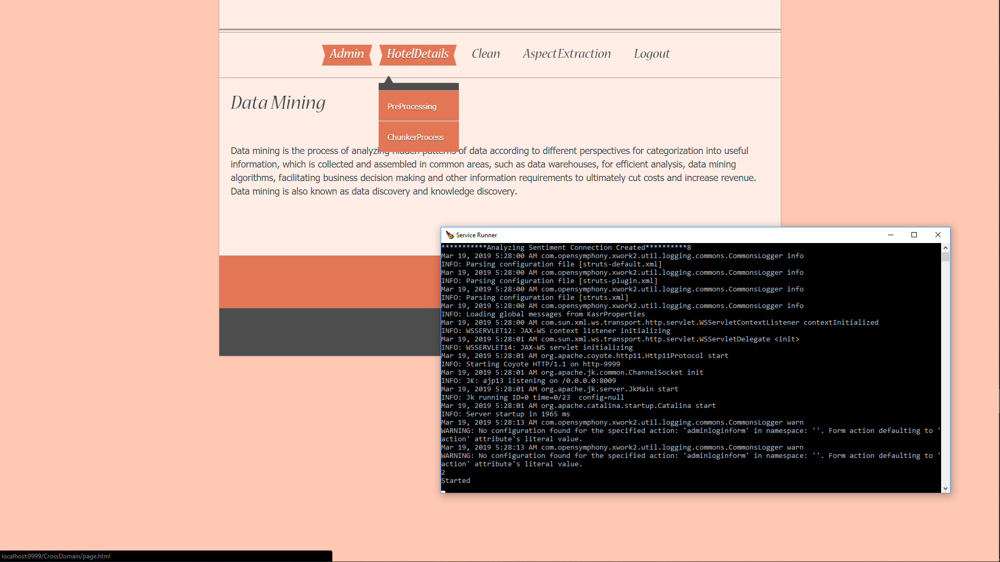 Admin HotelDetails Clean AspectExtraction Logout
PreProcessing
ChunkerProcess
Data Mining
Data mining is the process of analyzing hidden patterns of data according to different perspectives for categorization into useful
information, which is collected and assembled in common areas, such as data warehouses, for efficient analysis, data mining
algorithms, facilitating business decision making and other information requirements to ultimately cut costs and increase revenue.
Data mining is also known as data discovery and knowledge discovery.
Service Runner
***********Analyzing Sentiment Connection Created**********8
Mar 19, 2019 5:28:00 AM com.opensymphony.xwork2.util.logging.commons.CommonsLogger info
INFO: Parsing configuration file [struts-default.xml]
Mar 19, 2019 5:28:00 AM com.opensymphony.xwork2.util.logging.commons.CommonsLogger info
INFO: Parsing configuration file [struts-plugin.xml]
Mar 19, 2019 5:28:00 AM com.opensymphony.xwork2.util.logging.commons.CommonsLogger info
INFO: Parsing configuration file [struts.xml]
Mar 19, 2019 5:28:00 AM com.opensymphony.xwork2.util.logging.commons.CommonsLogger info
INFO: Loading global messages from KasrProperties
Mar 19, 2019 5:28:00 AM com.sun.xml.ws.transport.http.servlet.WSServletContextListener contextInitialized
INFO: WSSERVLET12: JAX-WS context listener initializing
Mar 19, 2019 5:28:01 AM com.sun.xml.ws.transport.http.servlet.WSServletDelegate <init>
INFO: WSSERVLET14: JAX-WS servlet initializing
Mar 19, 2019 5:28:01 AM org.apache.coyote.http11.Http11Protocol start
INFO: Starting Coyote HTTP/1.1 on http-9999
Mar 19, 2019 5:28:01 AM org.apache.jk.common.ChannelSocket init
INFO: JK: ajp13 listening on /0.0.0.0:8009
Mar 19, 2019 5:28:01 AM org.apache.jk.server.JkMain start
INFO: Jk running ID=0 time=0/23  config=null
Mar 19, 2019 5:28:01 AM org.apache.catalina.startup.Catalina start
INFO: Server startup in 1965 ms
Mar 19, 2019 5:28:13 AM com.opensymphony.xwork2.util.logging.commons.CommonsLogger warn
WARNING: No configuration found for the specified action: 'adminloginform' in namespace: ''. Form action defaulting to '
action' attribute's literal value.
Mar 19, 2019 5:28:13 AM com.opensymphony.xwork2.util.logging.commons.CommonsLogger warn
WARNING: No configuration found for the specified action: 'adminloginform' in namespace: ''. Form action defaulting to '
action' attribute's literal value.
2
Started
localhost:9999/CrossDomain/page.html